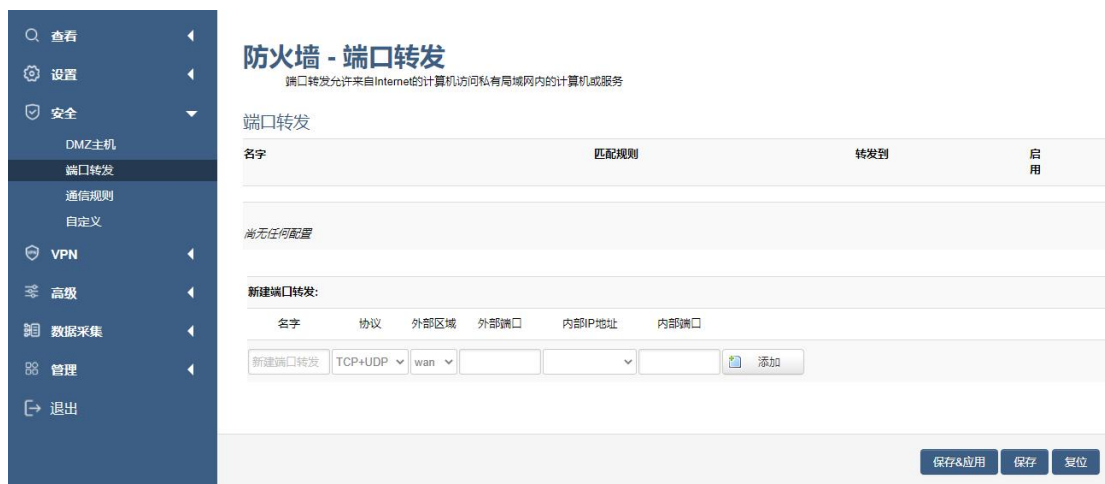 查看
设置
安全
DMZ主机
端口转发
通信规则
自定义
VPN
高级
数据采集
管理
退出
防火墙 - 端口转发
端口转发允许来自Internet的计算机访问私有局域网内的计算机或服务
端口转发
名字 匹配规则 转发到 启用
尚无任何配置
新建端口转发:
名字 协议 外部区域 外部端口 内部IP地址 内部端口
新建端口转发 TCP+UDP wan 添加
保存&应用 保存 复位